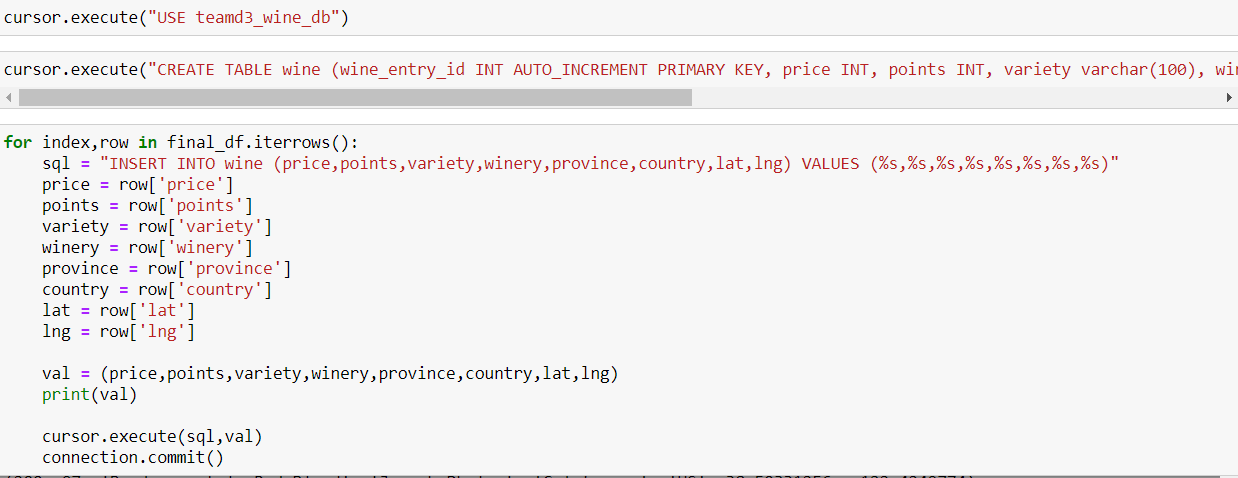 cursor.execute("USE teamd3_wine_db")
cursor.execute("CREATE TABLE wine (wine_entry_id INT AUTO_INCREMENT PRIMARY KEY, price INT, points INT, variety varchar(100), win
for index,row in final_df.iterrows():
    sql = "INSERT INTO wine (price,points,variety,winery,province,country,lat,lng) VALUES (%s,%s,%s,%s,%s,%s,%s,%s)"
    price = row['price']
    points = row['points']
    variety = row['variety']
    winery = row['winery']
    province = row['province']
    country = row['country']
    lat = row['lat']
    lng = row['lng']
    val = (price,points,variety,winery,province,country,lat,lng)
    print(val)
    cursor.execute(sql,val)
    connection.commit()